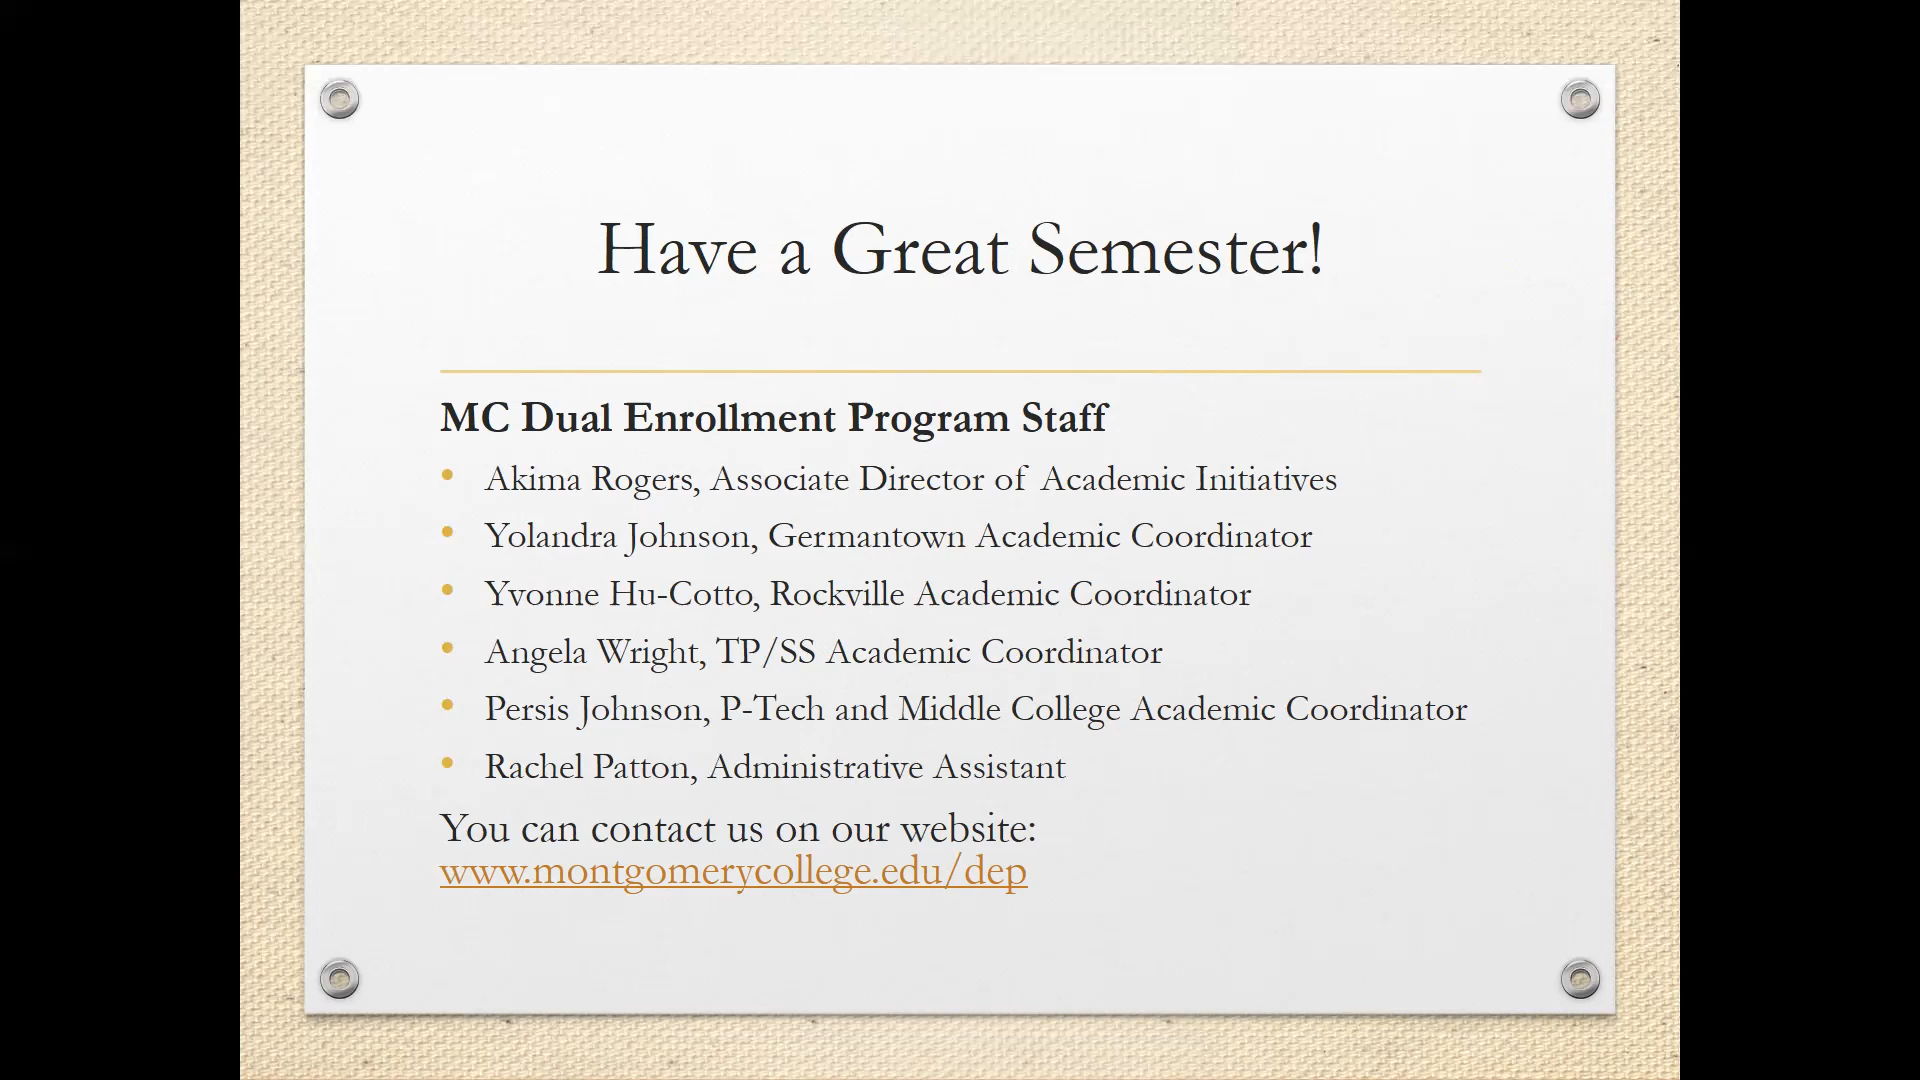 Have a Great Semester!
MC Dual Enrollment Program Staff
• Akima Rogers, Associate Director of Academic Initiatives
• Yolandra Johnson, Germantown Academic Coordinator
• Yvonne Hu-Cotto, Rockville Academic Coordinator
• Angela Wright, TP/SS Academic Coordinator
• Persis Johnson, P-Tech and Middle College Academic Coordinator
• Rachel Patton, Administrative Assistant
You can contact us on our website:
www.montgomerycollege.edu/dep